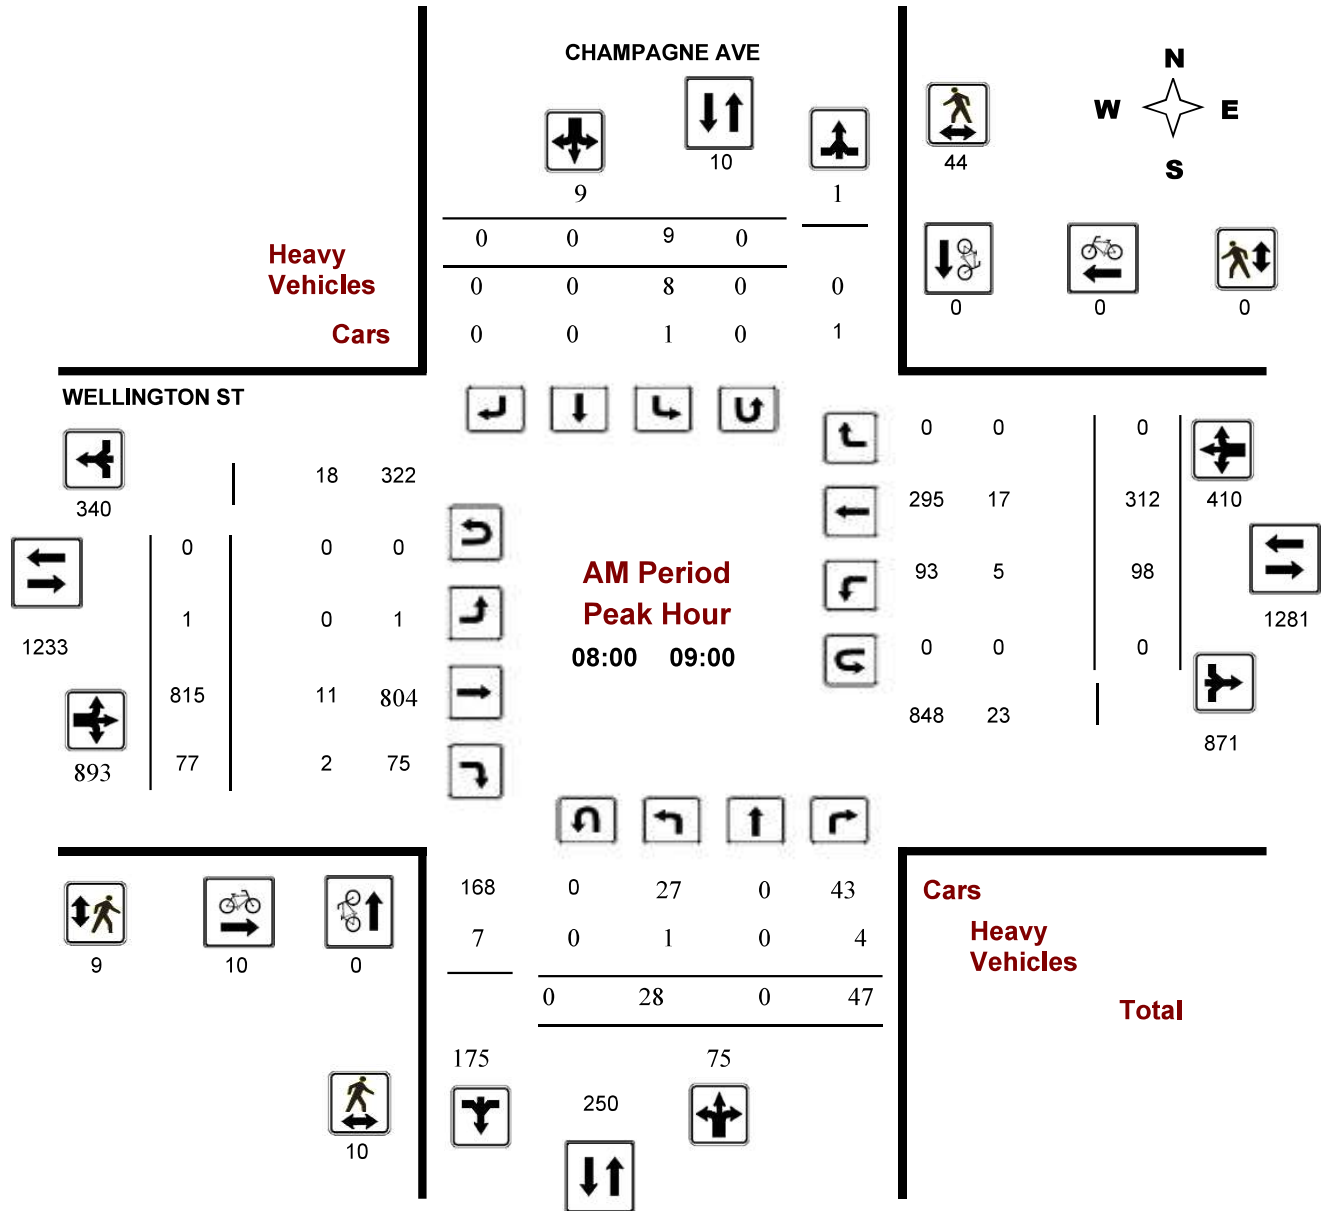 CHAMPAGNE AVE
N
W E
S
10
44
9 1
0 0 9 0
Heavy
Vehicles
0 0 8 0 0
Cars
0 0 1 0 1
0 0 0
WELLINGTON ST
0 0 0
18 322
340
295 17 312 410
0 0 0
AM Period
93 5 98
Peak Hour
1 0 1
1233
1281
08:00 09:00
0 0 0
815 11 804
848 23
871
893 77 2 75
168 0 27 0 43
Cars
7 0 1 0 4
Heavy
Vehicles
9 10 0
0 28 0 47
Total
175 75
250
10